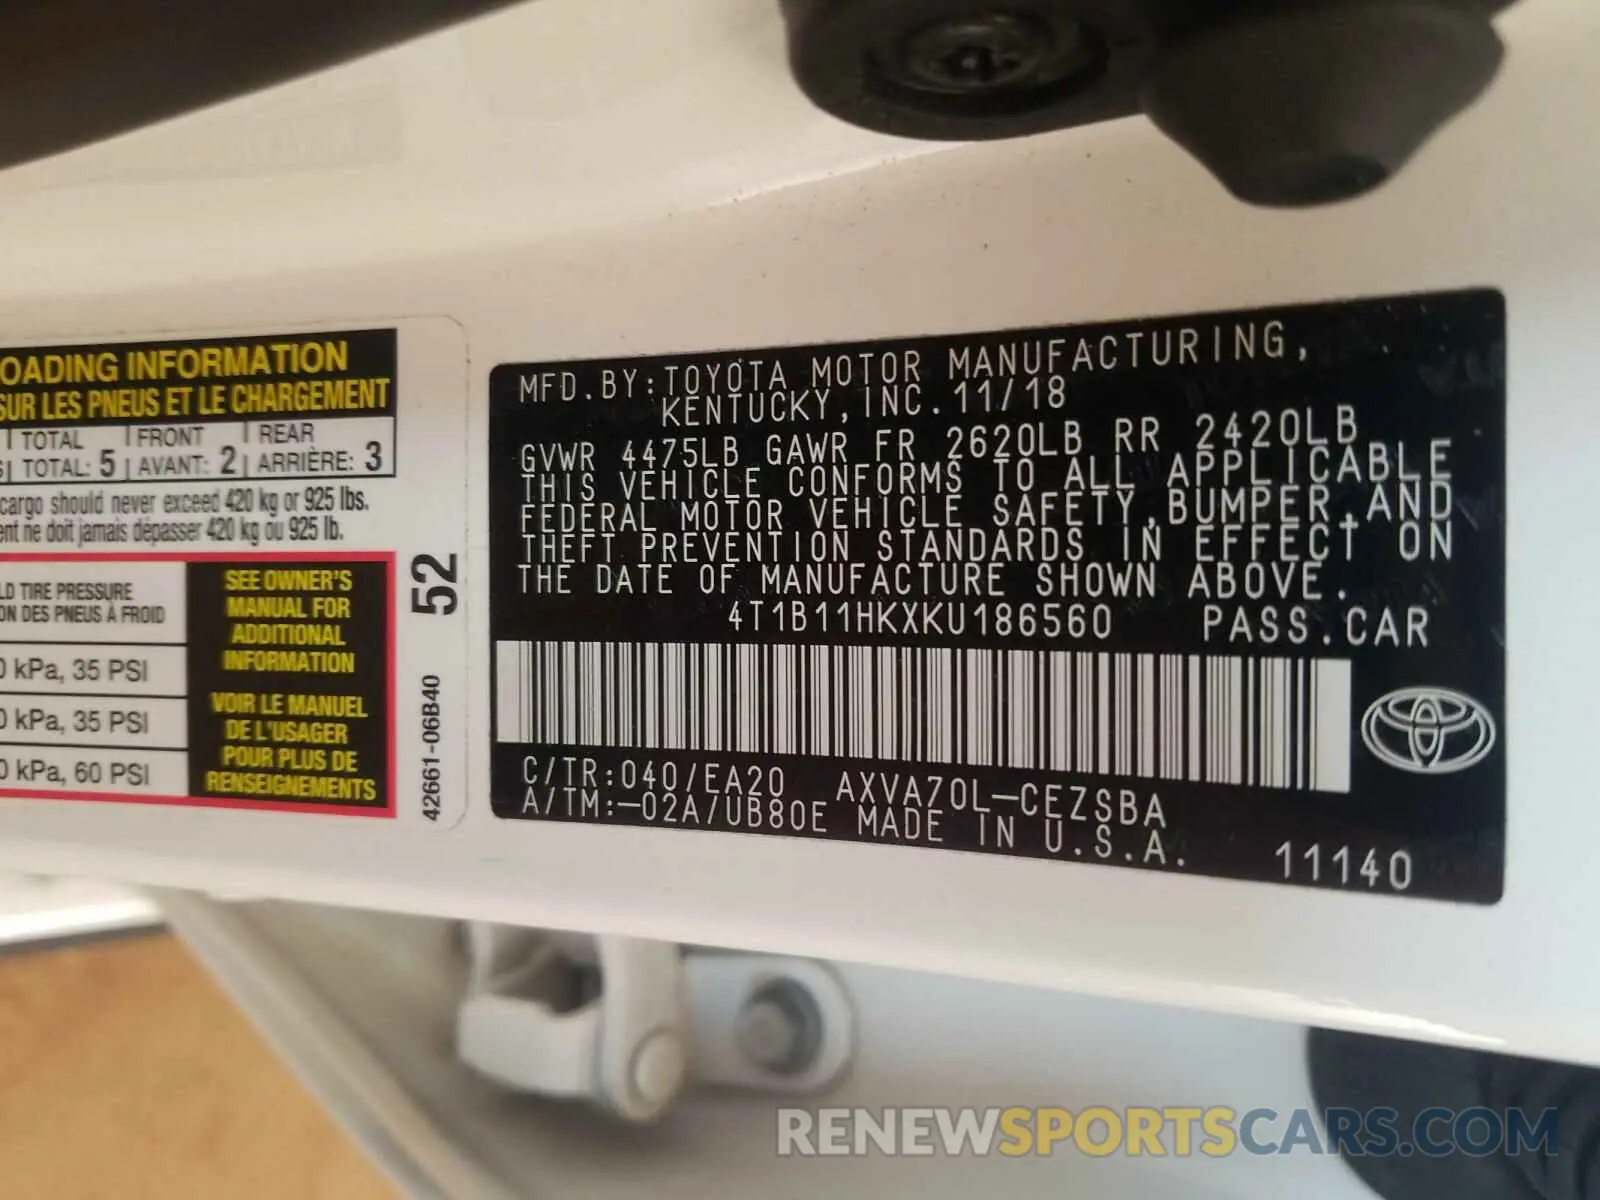 OADING INFORMATION
SUR LES PNEUS ET LE CHARGEMENT
TOTAL FRONT REAR
TOTAL: 5 AVANT: 2 ARRIÈRE: 3
cargo should never exceed 420 kg or 925 lbs.
ent ne doit jamais dépasser 420 kg ou 925 lb.
LD TIRE PRESSURE
ON DES PNEUS À FROID
0 kPa, 35 PSI
0 kPa, 35 PSI
0 kPa, 60 PSI
SEE OWNER'S
MANUAL FOR
ADDITIONAL
INFORMATION
VOIR LE MANUEL
DE L'USAGER
POUR PLUS DE
RENSEIGNEMENTS
52
42661-06B40
MFD.BY:TOYOTA MOTOR MANUFACTURING,
KENTUCKY,INC.11/18
GVWR 4475LB GAWR FR 2620LB RR 2420LB
THIS VEHICLE CONFORMS TO ALL APPLICABLE
FEDERAL MOTOR VEHICLE SAFETY,BUMPER,AND
THEFT PREVENTION STANDARDS IN EFFECT ON
THE DATE OF MANUFACTURE SHOWN ABOVE.
4T1B11HKXKU186560 PASS.CAR
C/TR:040/EA20 AXVA70L-CEZSBA
A/TM:-02A/UB80E MADE IN U.S.A.
11140
RENEWSPORTSCARS.COM